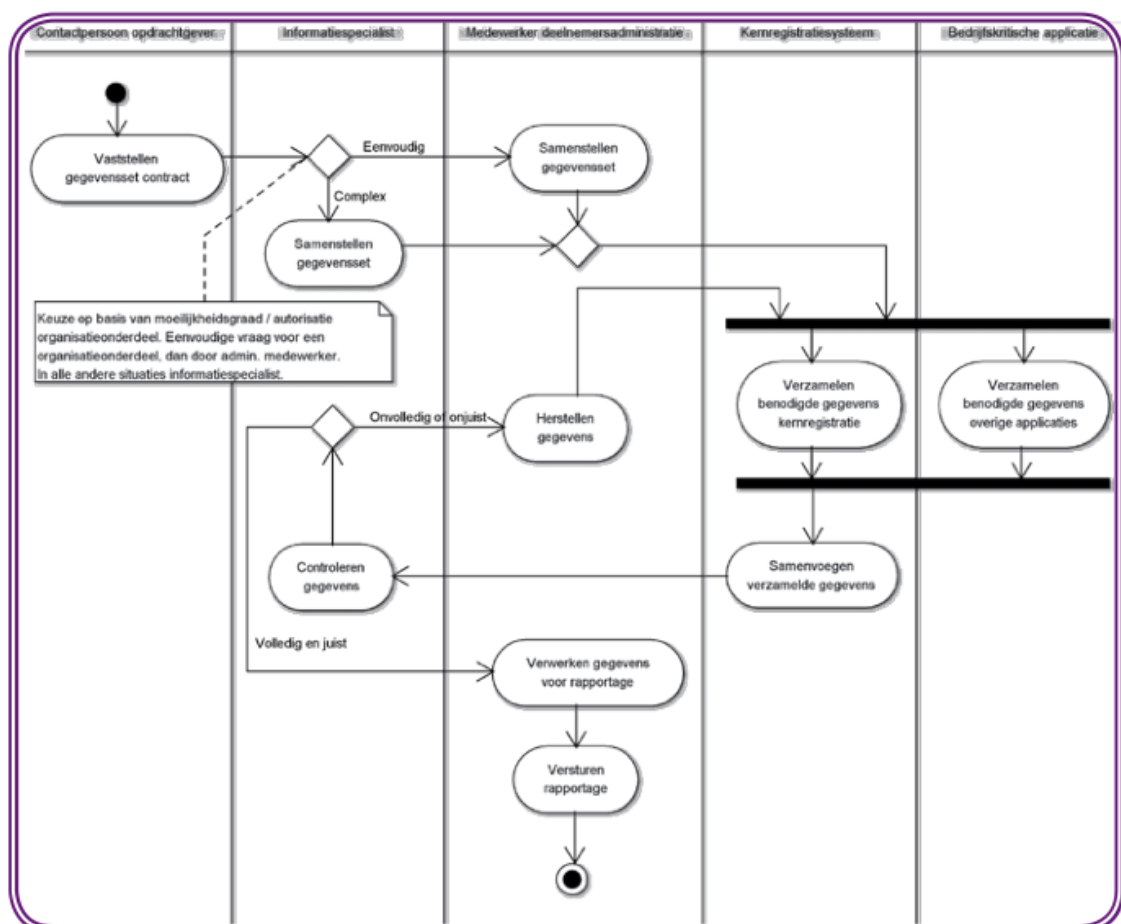 Contactpersoon opdrachtgever
Informatiespecialist
Medewerker deelnemersadministratie
Kernregistratiesysteem
Bedrijfskritische applicatie
Vaststellen
gegevensset contract
Eenvoudig
Samenstellen
gegevensset
Complex
Samenstellen
gegevensset
Keuze op basis van moeilijkheidsgraad / autorisatie
organisatieonderdeel. Eenvoudige vraag voor een
organisatieonderdeel, dan door admin. medewerker.
In alle andere situaties informatiespecialist.
Verzamelen
benodigde gegevens
kernregistratie
Verzamelen
benodigde gegevens
overige applicaties
Onvolledig of onjuist
Herstellen
gegevens
Controleren
gegevens
Samenvoegen
verzamelde gegevens
Volledig en juist
Verwerken gegevens
voor rapportage
Versturen
rapportage